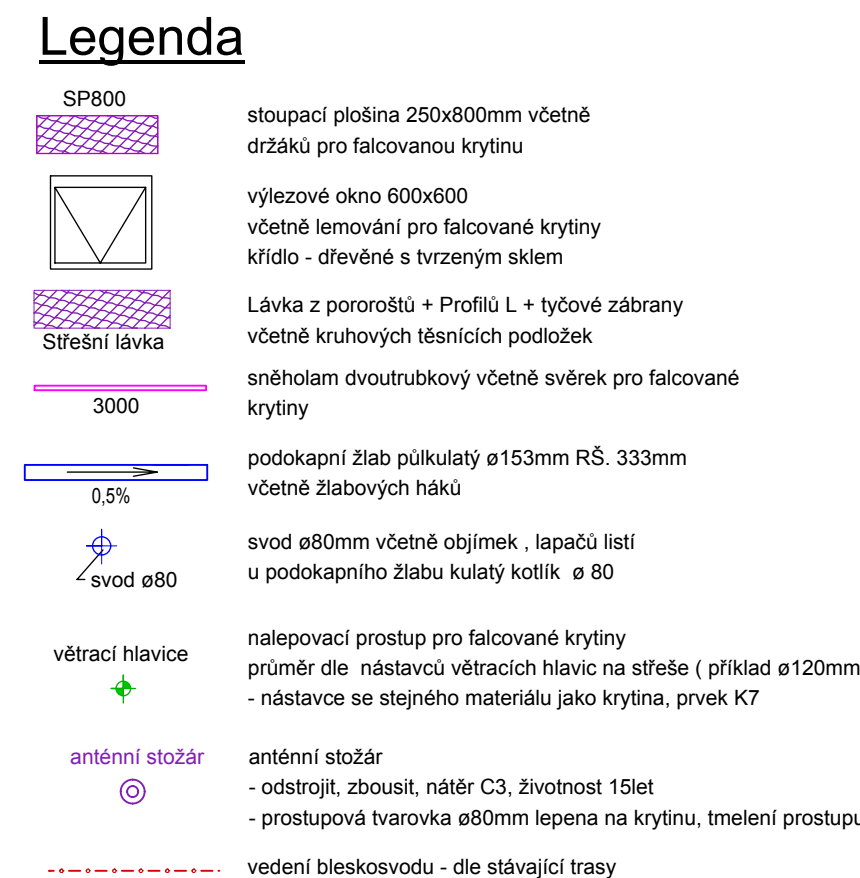 Legenda
SP800
stoupací plošina 250x800mm včetně
držáků pro falcovanou krytinu
výlezové okno 600x600
včetně lemování pro falcované krytiny
křídlo - dřevěné s tvrzeným sklem
Lávka z pororoštů + Profilů L + tyčové zábrany
včetně kruhových těsnících podložek
Střešní lávka
sněholam dvoutrubkový včetně svěrek pro falcované
krytiny
3000
podokapní žlab půlkulatý ø153mm RŠ. 333mm
včetně žlabových háků
0,5%
svod ø80mm včetně objímek , lapačů listí
u podokapního žlabu kulatý kotlík ø 80
svod ø80
větrací hlavice
nalepovací prostup pro falcované krytiny
průměr dle nástavců větracích hlavic na střeše ( příklad ø120mm
- nástavce se stejného materiálu jako krytina, prvek K7
anténní stožár
anténní stožár
- odstrojit, zbousit, nátěr C3, životnost 15let
- prostupová tvarovka ø80mm lepena na krytinu, tmelení prostupu
vedení bleskosvodu - dle stávající trasy